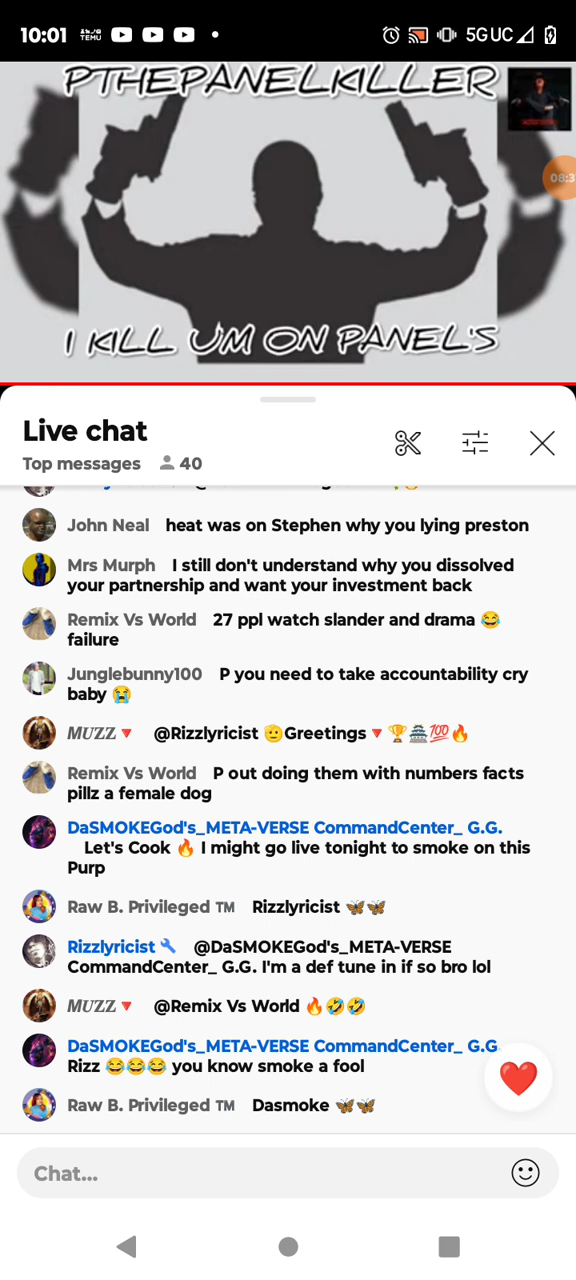 10:01 TEMU 5G UC
PTHEPANELKILLER
08:3
I KILL UM ON PANEL'S
Live chat
Top messages 40
John Neal heat was on Stephen why you lying preston
Mrs Murph I still don't understand why you dissolved
your partnership and want your investment back
Remix Vs World 27 ppl watch slander and drama 😂
failure
Junglebunny100 P you need to take accountability cry
baby 😭
MUZZ🔻 @Rizzlyricist 🫡Greetings🔻🏆🏯💯🔥
Remix Vs World P out doing them with numbers facts
pillz a female dog
DaSMOKEGod's_META-VERSE CommandCenter_ G.G.
Let's Cook 🔥 I might go live tonight to smoke on this
Purp
Raw B. Privileged ™ Rizzlyricist 🦋🦋
Rizzlyricist 🔧 @DaSMOKEGod's_META-VERSE
CommandCenter_ G.G. I'm a def tune in if so bro lol
MUZZ🔻 @Remix Vs World 🔥🤣🤣
DaSMOKEGod's_META-VERSE CommandCenter_ G.G
Rizz 😂😂😂 you know smoke a fool
Raw B. Privileged ™ Dasmoke 🦋🦋
Chat...